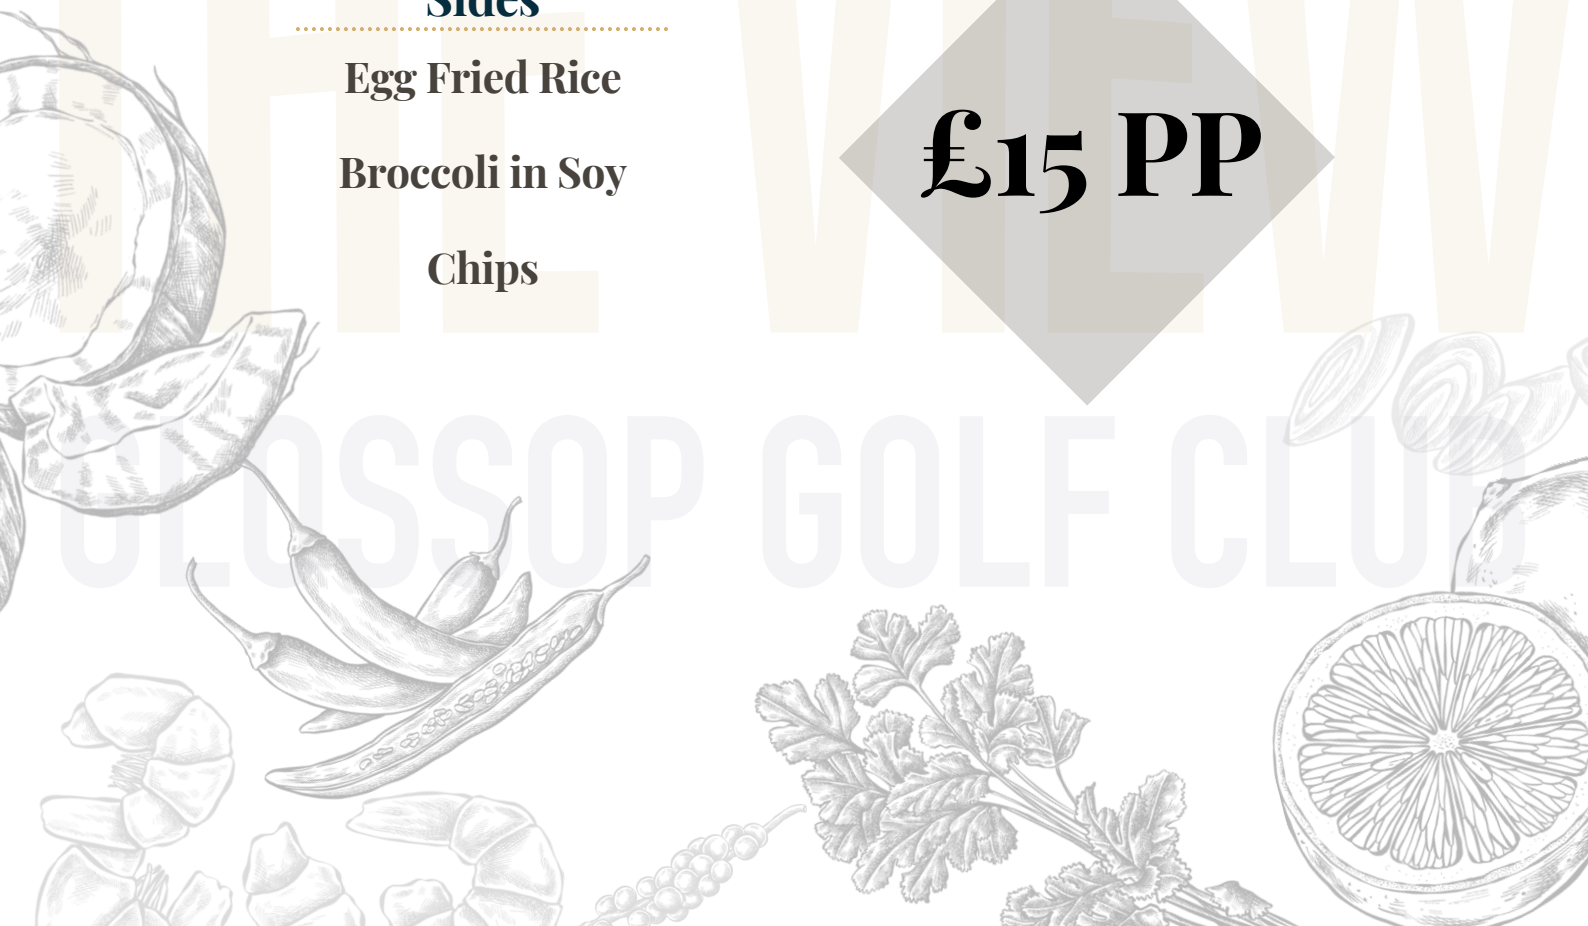 Sides
Egg Fried Rice
Broccoli in Soy
Chips
£15 PP
THE VIEW
GLOSSOP GOLF CLUB